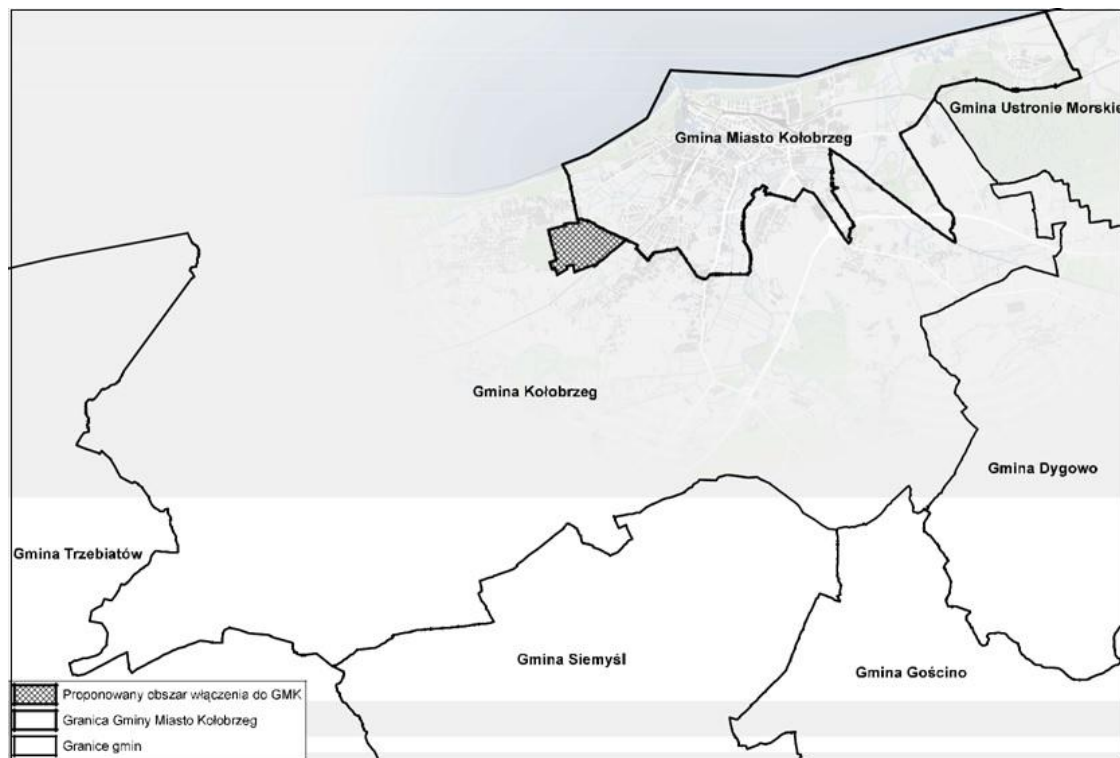 Gmina Ustronie Morskie
Gmina Miasto Kołobrzeg
Gmina Kołobrzeg
Gmina Dygowo
Gmina Trzebiatów
Gmina Siemyśl
Gmina Gościno
Proponowany obszar włączenia do GMK
Granica Gminy Miasto Kołobrzeg
Granice gmin